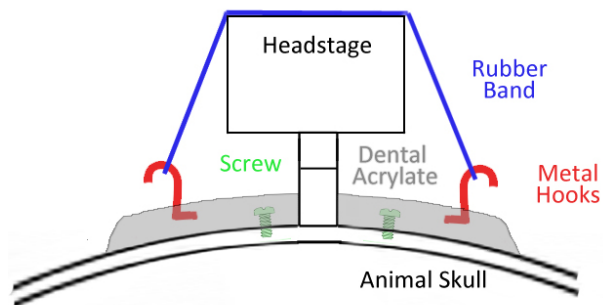 Headstage
Rubber
Band
Screw
Dental
Acrylate
Metal
Hooks
Animal Skull